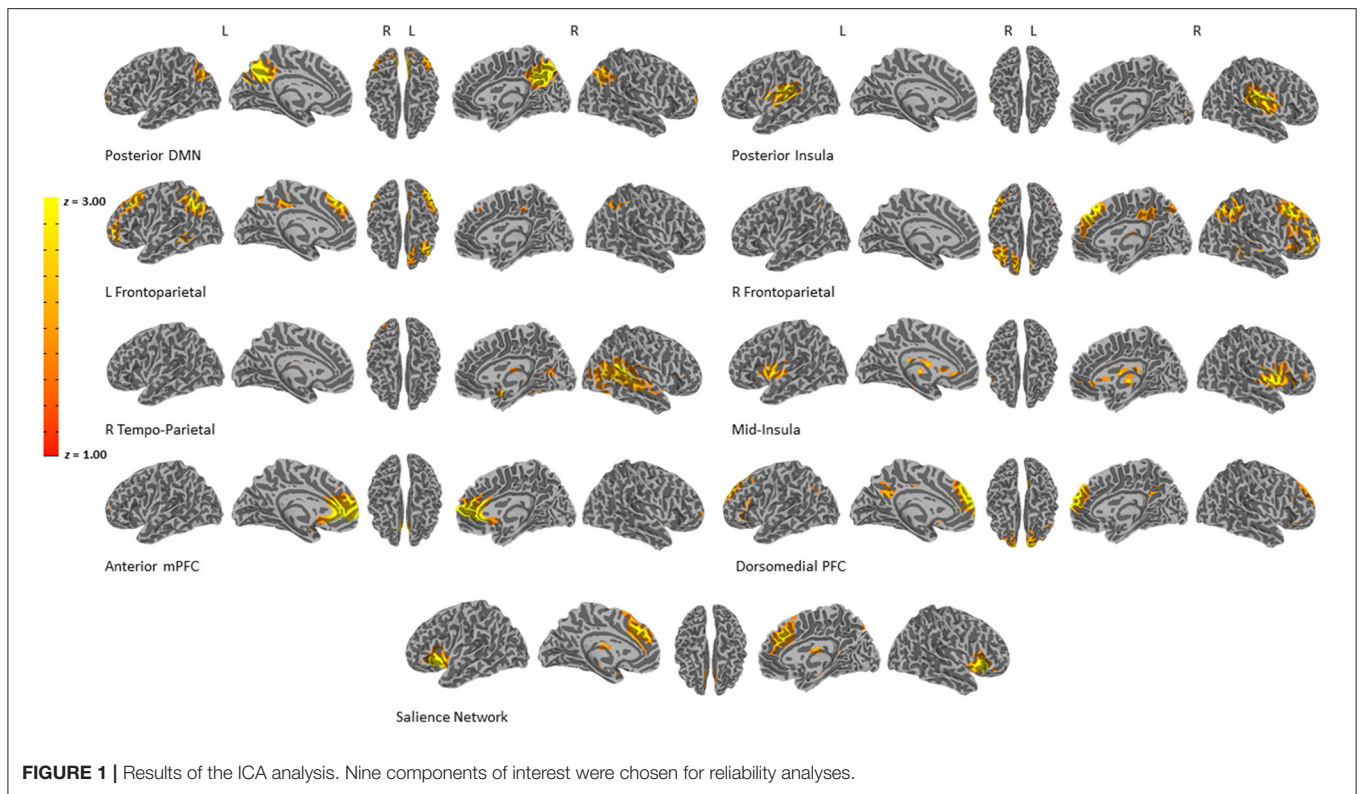 L R L R L R L R
Posterior DMN Posterior Insula
z = 3.00
L Frontoparietal R Frontoparietal
R Tempo-Parietal Mid-Insula
z = 1.00
Anterior mPFC Dorsomedial PFC
Salience Network
FIGURE 1 | Results of the ICA analysis. Nine components of interest were chosen for reliability analyses.